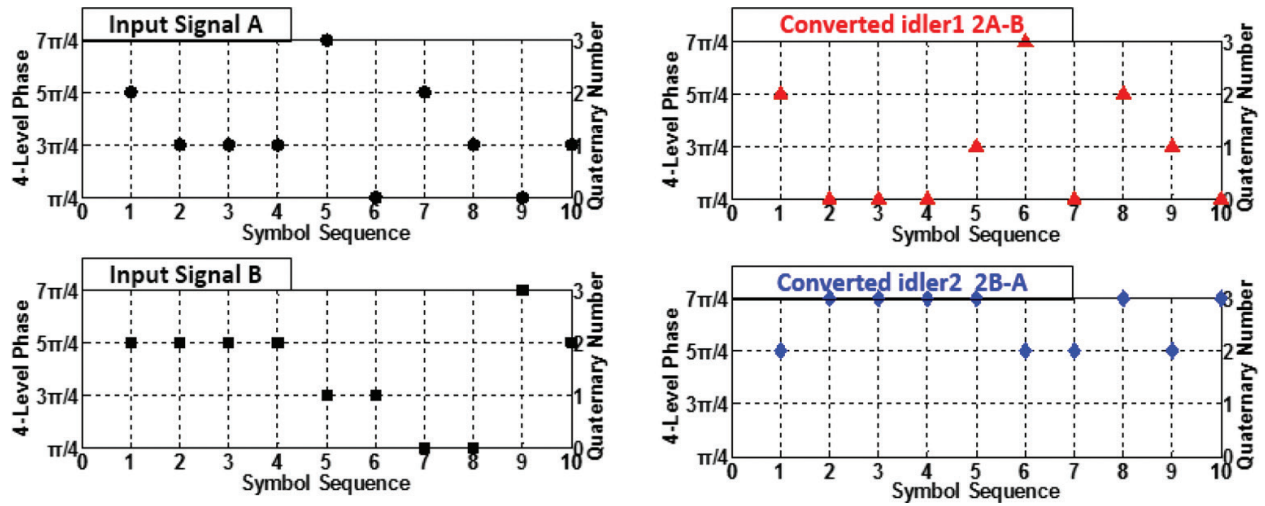 Input Signal A
4-Level Phase
7π/4
5π/4
3π/4
π/4
3
2
1
0
Quaternary Number
0 1 2 3 4 5 6 7 8 9 10
Symbol Sequence
Converted idler1 2A-B
4-Level Phase
7π/4
5π/4
3π/4
π/4
3
2
1
0
Quaternary Number
0 1 2 3 4 5 6 7 8 9 10
Symbol Sequence
Input Signal B
4-Level Phase
7π/4
5π/4
3π/4
π/4
3
2
1
0
Quaternary Number
0 1 2 3 4 5 6 7 8 9 10
Symbol Sequence
Converted idler2 2B-A
4-Level Phase
7π/4
5π/4
3π/4
π/4
3
2
1
0
Quaternary Number
0 1 2 3 4 5 6 7 8 9 10
Symbol Sequence